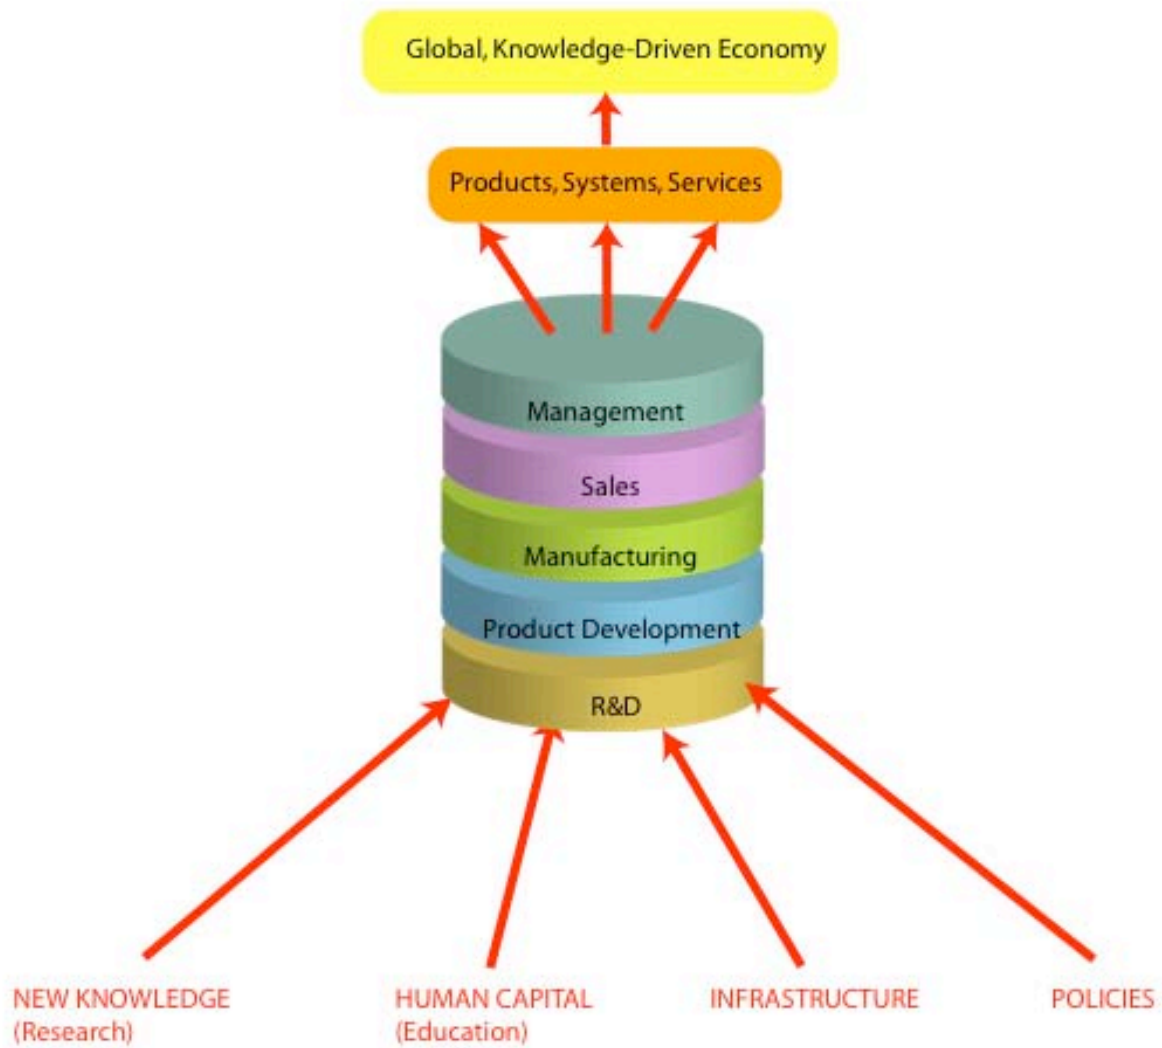 Global, Knowledge-Driven Economy
Products, Systems, Services
Management
Sales
Manufacturing
Product Development
R&D
NEW KNOWLEDGE
(Research)
HUMAN CAPITAL
(Education)
INFRASTRUCTURE
POLICIES